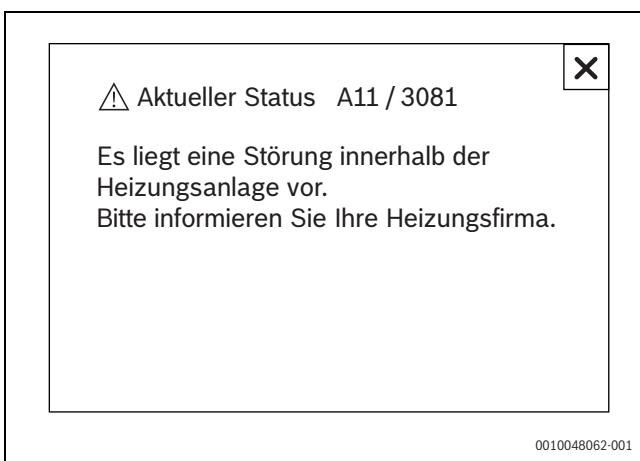 Aktueller Status A11 / 3081
Es liegt eine Störung innerhalb der
Heizungsanlage vor.
Bitte informieren Sie Ihre Heizungsfirma.
0010048062-001